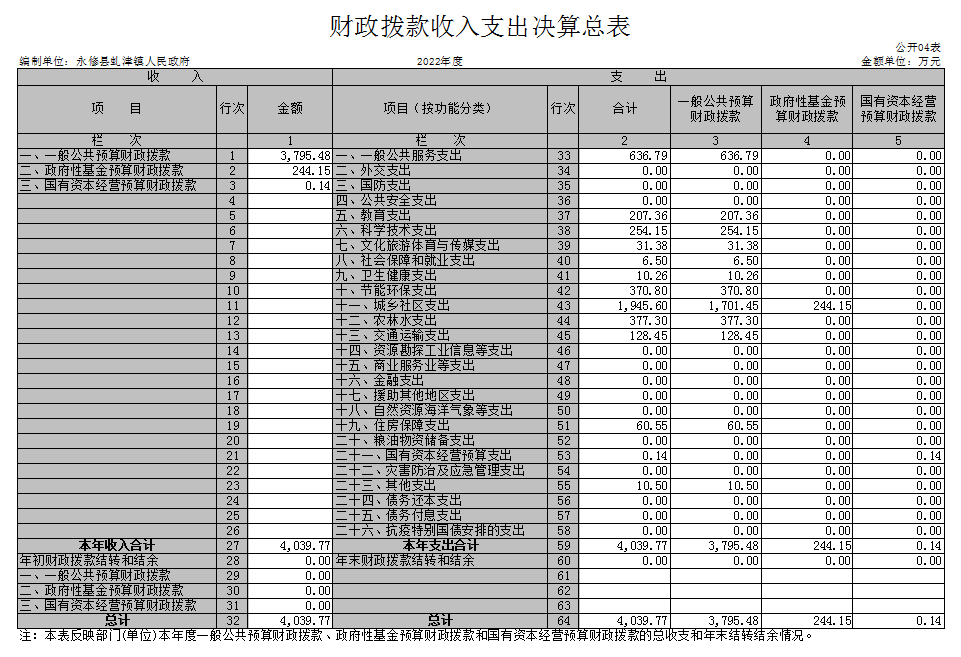 财政拨款收入支出决算总表
公开04表
编制单位：永修县虬津镇人民政府 2022年度 金额单位：万元
收 入 支 出
项 目 行次 金额 项目（按功能分类） 行次 合计 一般公共预算财政拨款 政府性基金预算财政拨款 国有资本经营预算财政拨款
栏 次 1 栏 次 2 3 4 5
一、一般公共预算财政拨款 1 3,795.48 一、一般公共服务支出 33 636.79 636.79 0.00 0.00
二、政府性基金预算财政拨款 2 244.15 二、外交支出 34 0.00 0.00 0.00 0.00
三、国有资本经营预算财政拨款 3 0.14 三、国防支出 35 0.00 0.00 0.00 0.00
4 四、公共安全支出 36 0.00 0.00 0.00 0.00
5 五、教育支出 37 207.36 207.36 0.00 0.00
6 六、科学技术支出 38 254.15 254.15 0.00 0.00
7 七、文化旅游体育与传媒支出 39 31.38 31.38 0.00 0.00
8 八、社会保障和就业支出 40 6.50 6.50 0.00 0.00
9 九、卫生健康支出 41 10.26 10.26 0.00 0.00
10 十、节能环保支出 42 370.80 370.80 0.00 0.00
11 十一、城乡社区支出 43 1,945.60 1,701.45 244.15 0.00
12 十二、农林水支出 44 377.30 377.30 0.00 0.00
13 十三、交通运输支出 45 128.45 128.45 0.00 0.00
14 十四、资源勘探工业信息等支出 46 0.00 0.00 0.00 0.00
15 十五、商业服务业等支出 47 0.00 0.00 0.00 0.00
16 十六、金融支出 48 0.00 0.00 0.00 0.00
17 十七、援助其他地区支出 49 0.00 0.00 0.00 0.00
18 十八、自然资源海洋气象等支出 50 0.00 0.00 0.00 0.00
19 十九、住房保障支出 51 60.55 60.55 0.00 0.00
20 二十、粮油物资储备支出 52 0.00 0.00 0.00 0.00
21 二十一、国有资本经营预算支出 53 0.14 0.00 0.00 0.14
22 二十二、灾害防治及应急管理支出 54 0.00 0.00 0.00 0.00
23 二十三、其他支出 55 10.50 10.50 0.00 0.00
24 二十四、债务还本支出 56 0.00 0.00 0.00 0.00
25 二十五、债务付息支出 57 0.00 0.00 0.00 0.00
26 二十六、抗疫特别国债安排的支出 58 0.00 0.00 0.00 0.00
本年收入合计 27 4,039.77 本年支出合计 59 4,039.77 3,795.48 244.15 0.14
年初财政拨款结转和结余 28 0.00 年末财政拨款结转和结余 60 0.00 0.00 0.00 0.00
一、一般公共预算财政拨款 29 0.00 61
二、政府性基金预算财政拨款 30 0.00 62
三、国有资本经营预算财政拨款 31 0.00 63
总计 32 4,039.77 总计 64 4,039.77 3,795.48 244.15 0.14
注：本表反映部门(单位)本年度一般公共预算财政拨款、政府性基金预算财政拨款和国有资本经营预算财政拨款的总收支和年末结转结余情况。